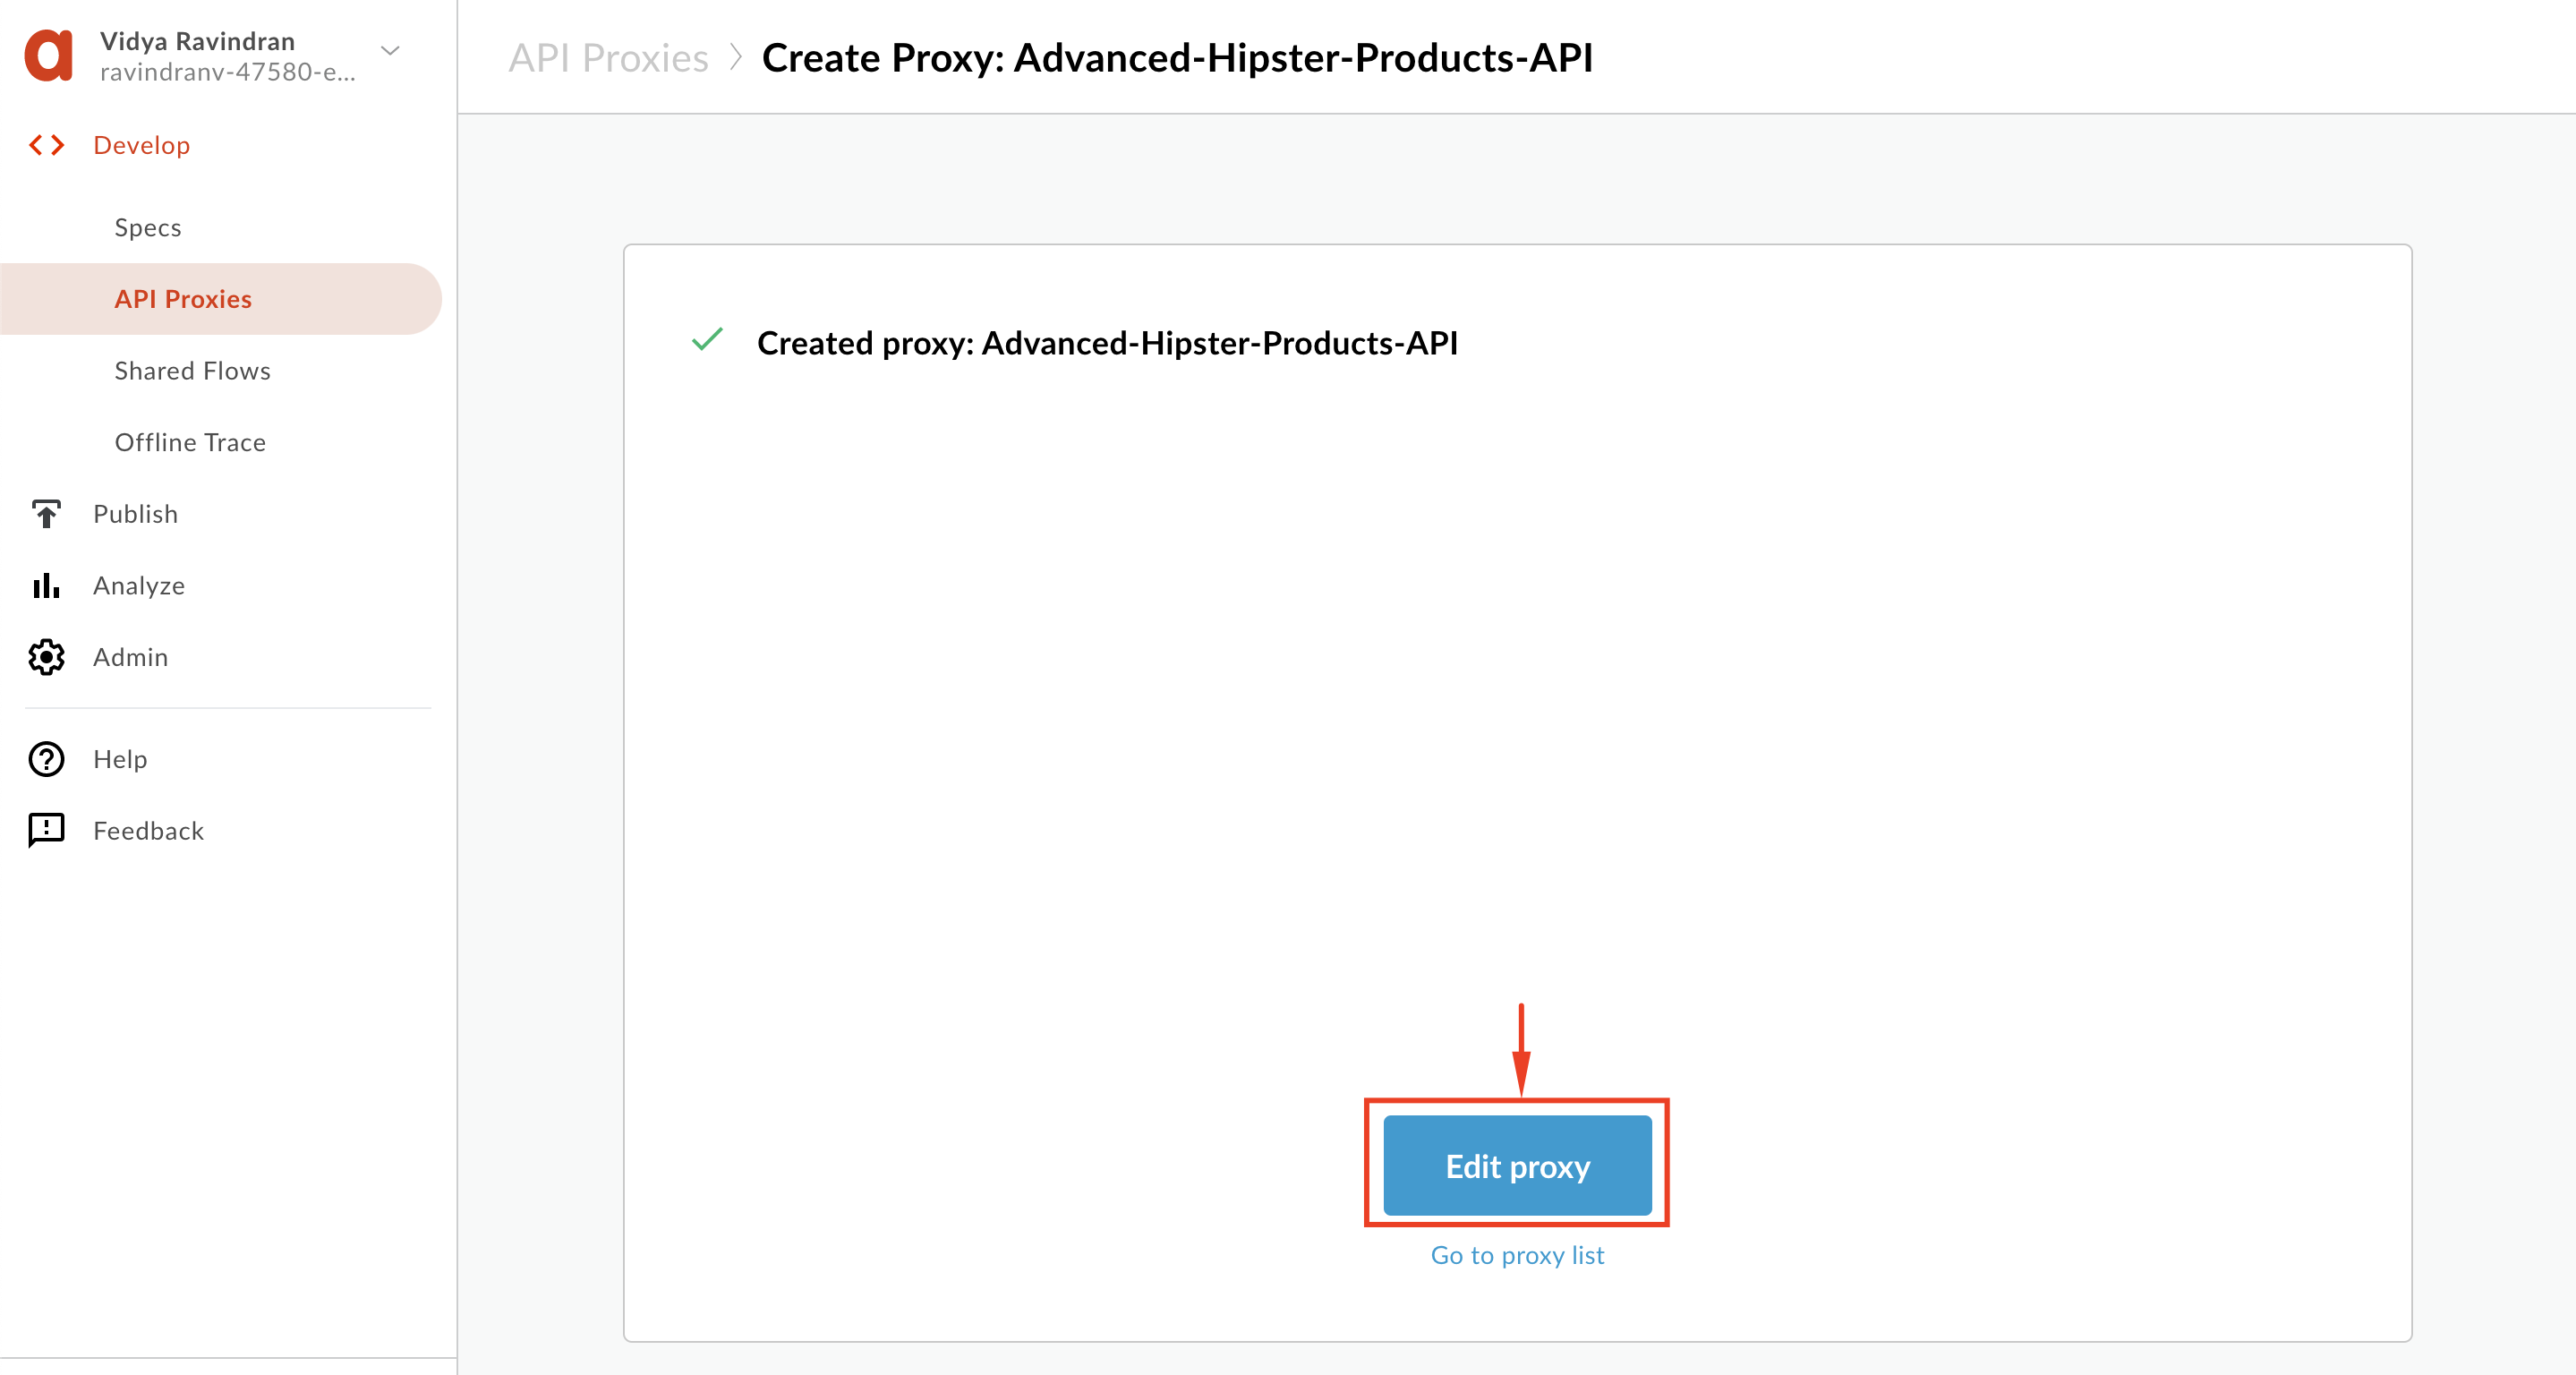 Vidya Ravindran
ravindranv-47580-e...
Develop
Specs
API Proxies
Shared Flows
Offline Trace
Publish
Analyze
Admin
Help
Feedback
API Proxies > Create Proxy: Advanced-Hipster-Products-API
Created proxy: Advanced-Hipster-Products-API
Edit proxy
Go to proxy list